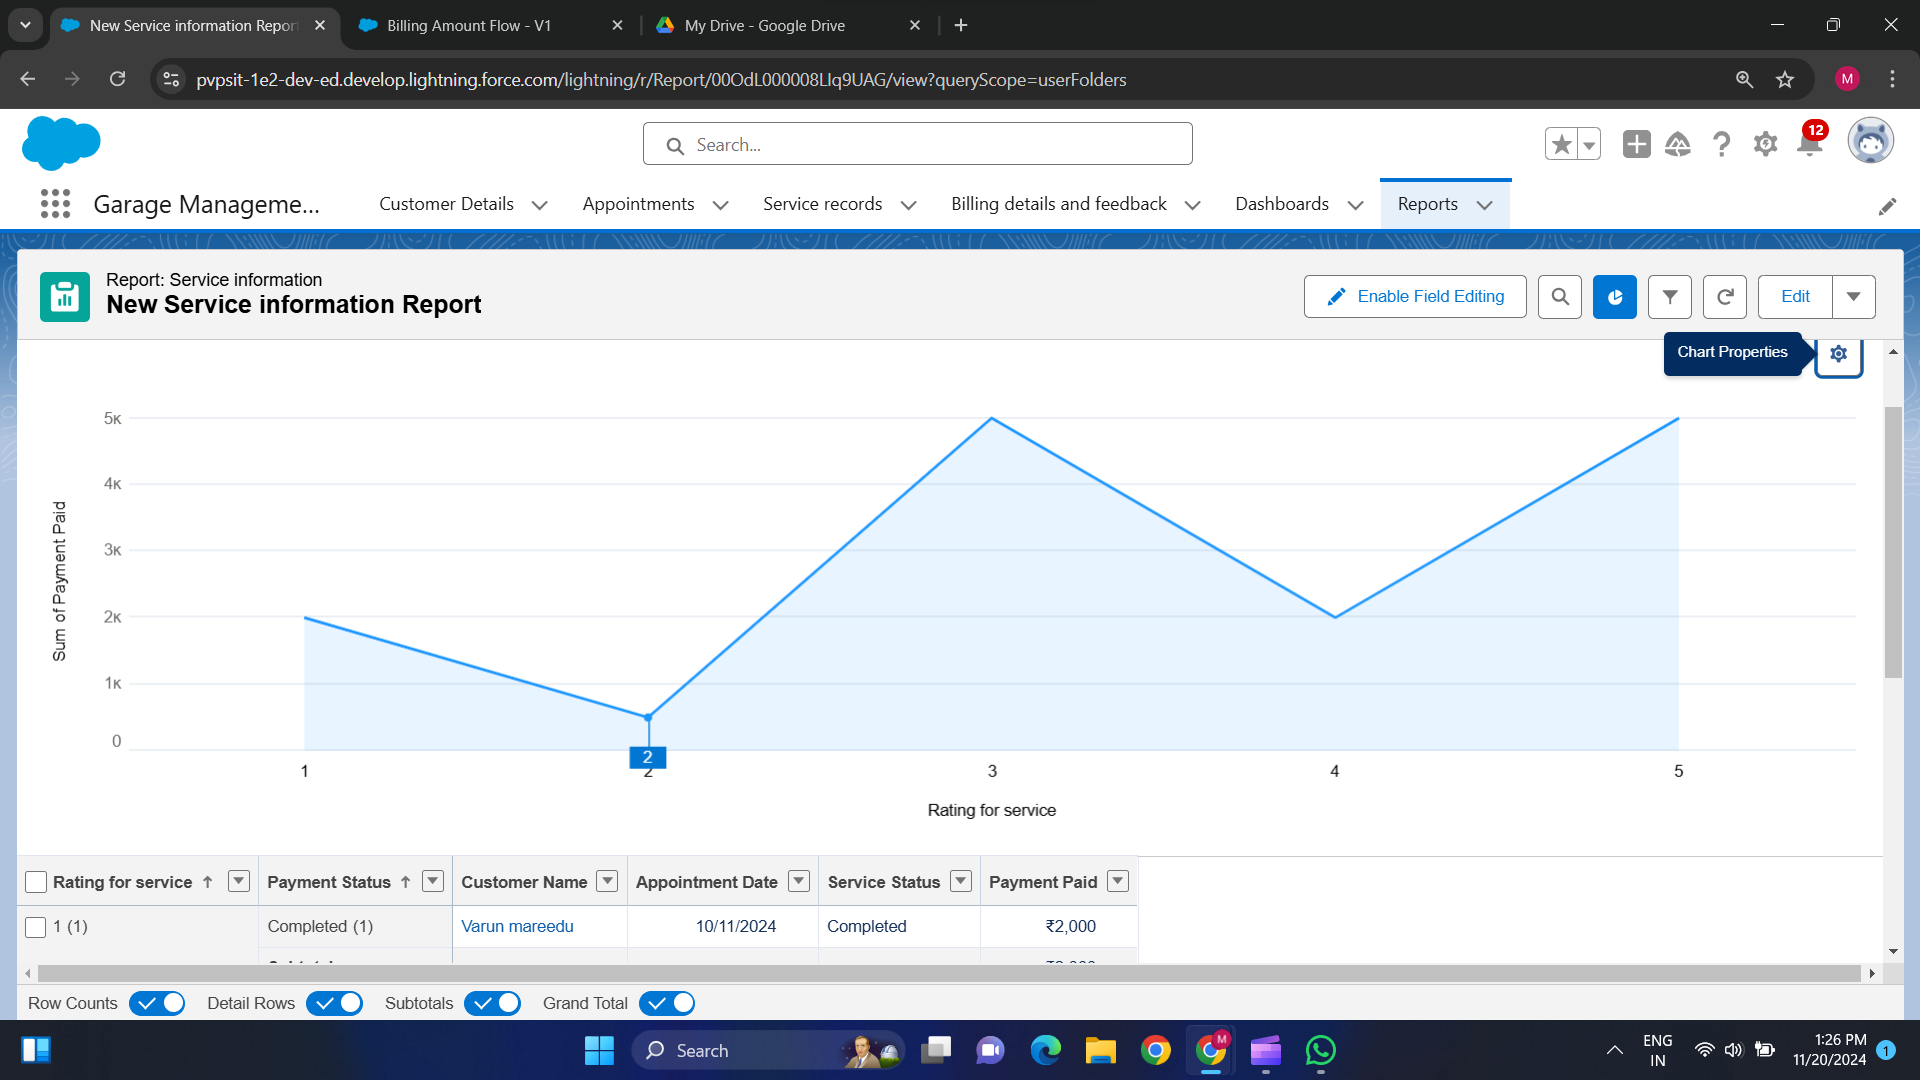 New Service information Repor
Billing Amount Flow - V1
My Drive - Google Drive
pvpsit-1e2-dev-ed.develop.lightning.force.com/lightning/r/Report/00OdL000008LIq9UAG/view?queryScope=userFolders
M
Search...
12
Garage Manageme...
Customer Details
Appointments
Service records
Billing details and feedback
Dashboards
Reports
Report: Service information
New Service information Report
Enable Field Editing
Edit
Chart Properties
5K
4K
3K
2K
1K
0
Sum of Payment Paid
2
1
2
3
4
5
Rating for service
Rating for service ↑
Payment Status ↑
Customer Name
Appointment Date
Service Status
Payment Paid
1 (1)
Completed (1)
Varun mareedu
10/11/2024
Completed
₹2,000
Row Counts
Detail Rows
Subtotals
Grand Total
Search
M
ENG
IN
1:26 PM
11/20/2024
1